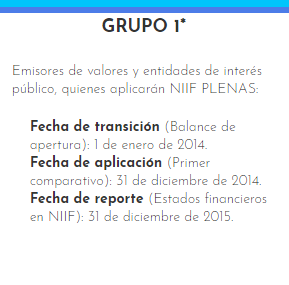 GRUPO 1*
Emisores de valores y entidades de interés
público, quienes aplicarán NIIF PLENAS:
Fecha de transición (Balance de
apertura): 1 de enero de 2014.
Fecha de aplicación (Primer
comparativo): 31 de diciembre de 2014.
Fecha de reporte (Estados financieros
en NIIF): 31 de diciembre de 2015.